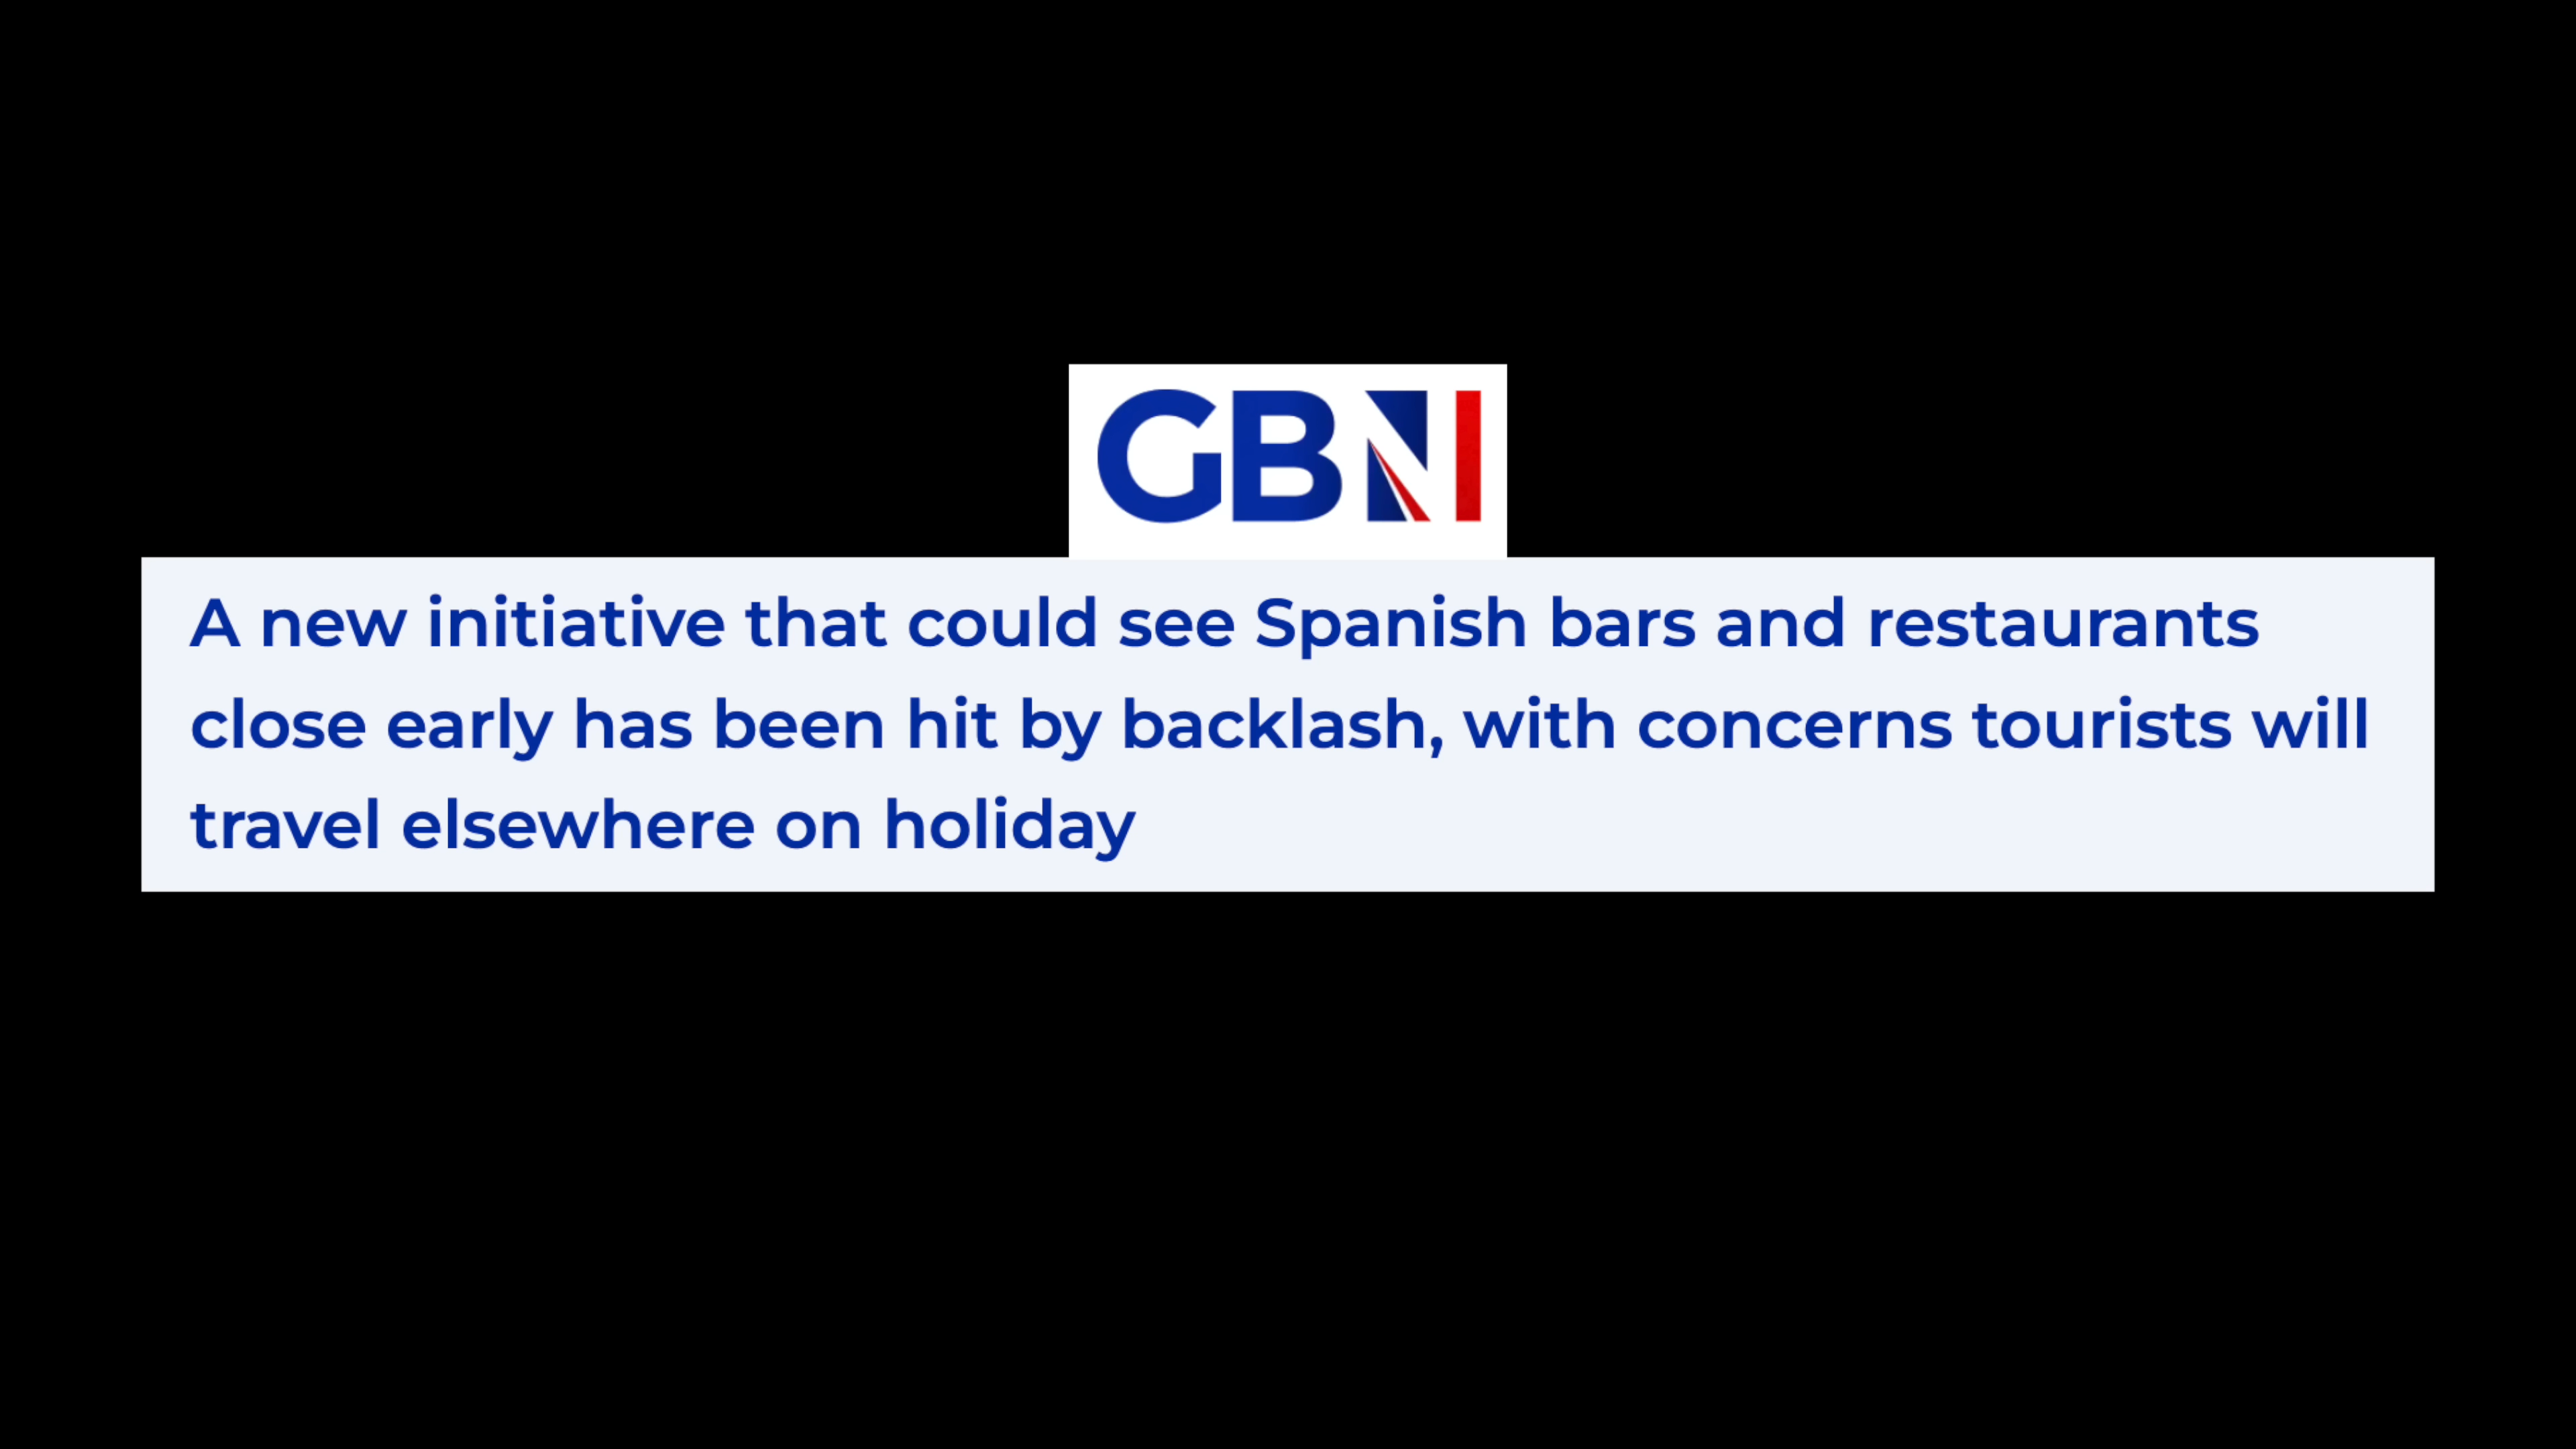 GBN
A new initiative that could see Spanish bars and restaurants
close early has been hit by backlash, with concerns tourists will
travel elsewhere on holiday